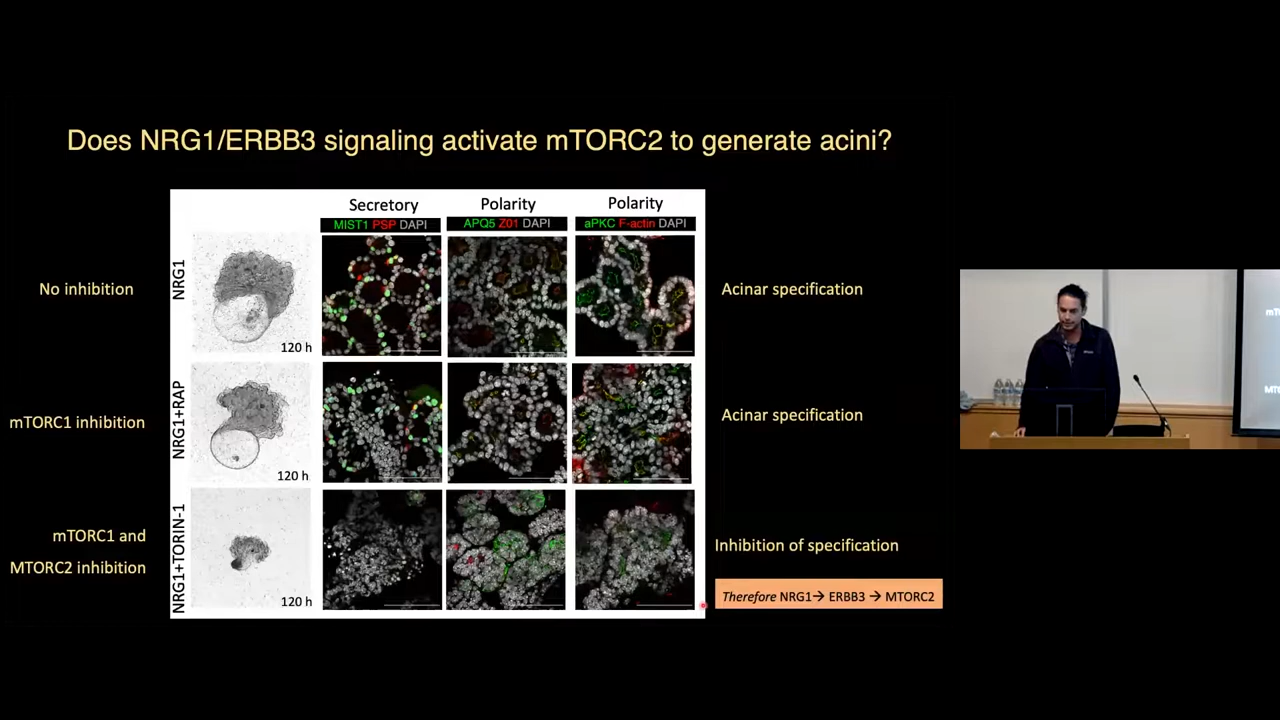 Does NRG1/ERBB3 signaling activate mTORC2 to generate acini?
Secretory
Polarity
Polarity
MIST1 PSP DAPI
APQ5 Z01 DAPI
aPKC F-actin DAPI
No inhibition
NRG1
120 h
Acinar specification
mTORC1 inhibition
NRG1+RAP
120 h
Acinar specification
mTORC1 and
MTORC2 inhibition
NRG1+TORIN-1
120 h
Inhibition of specification
Therefore NRG1→ ERBB3 → MTORC2